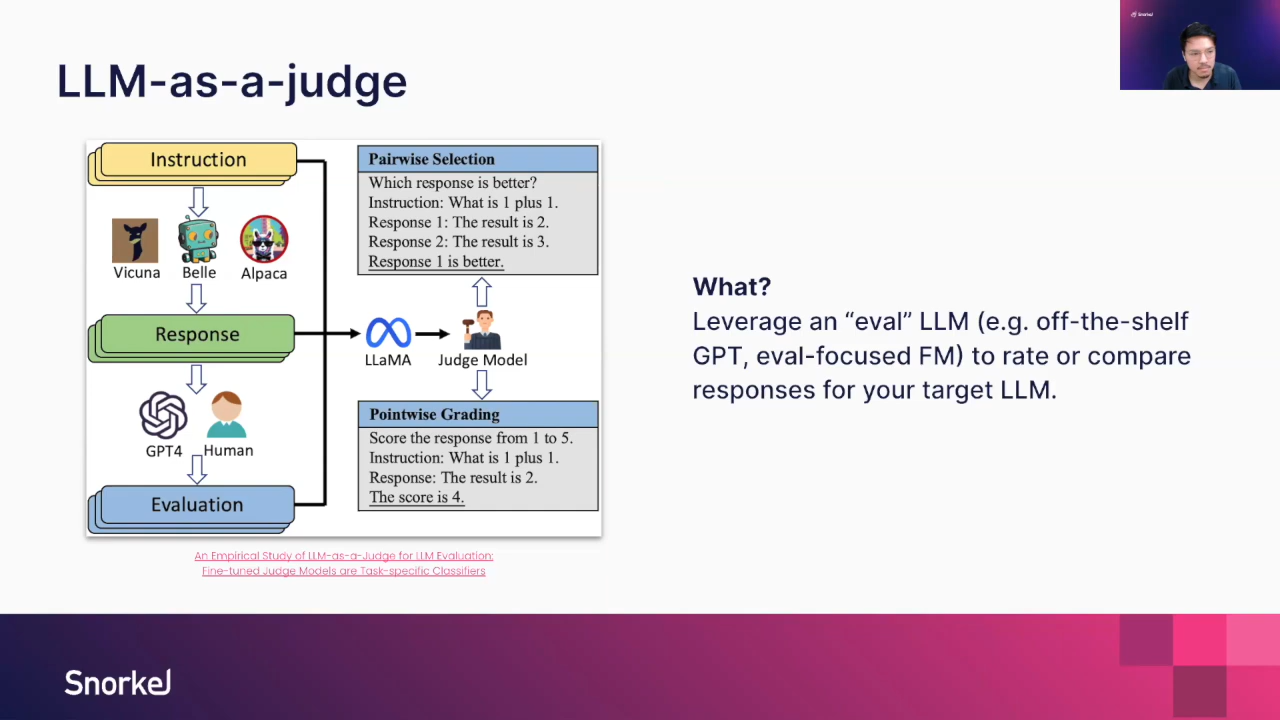 Snorkel
LLM-as-a-judge
Instruction
Vicuna
Belle
Alpaca
Response
GPT4
Human
Evaluation
LLaMA
Judge Model
Pairwise Selection
Which response is better?
Instruction: What is 1 plus 1.
Response 1: The result is 2.
Response 2: The result is 3.
Response 1 is better.
Pointwise Grading
Score the response from 1 to 5.
Instruction: What is 1 plus 1.
Response: The result is 2.
The score is 4.
An Empirical Study of LLM-as-a-Judge for LLM Evaluation:
Fine-tuned Judge Models are Task-specific Classifiers
What?
Leverage an “eval” LLM (e.g. off-the-shelf
GPT, eval-focused FM) to rate or compare
responses for your target LLM.
Snorkel